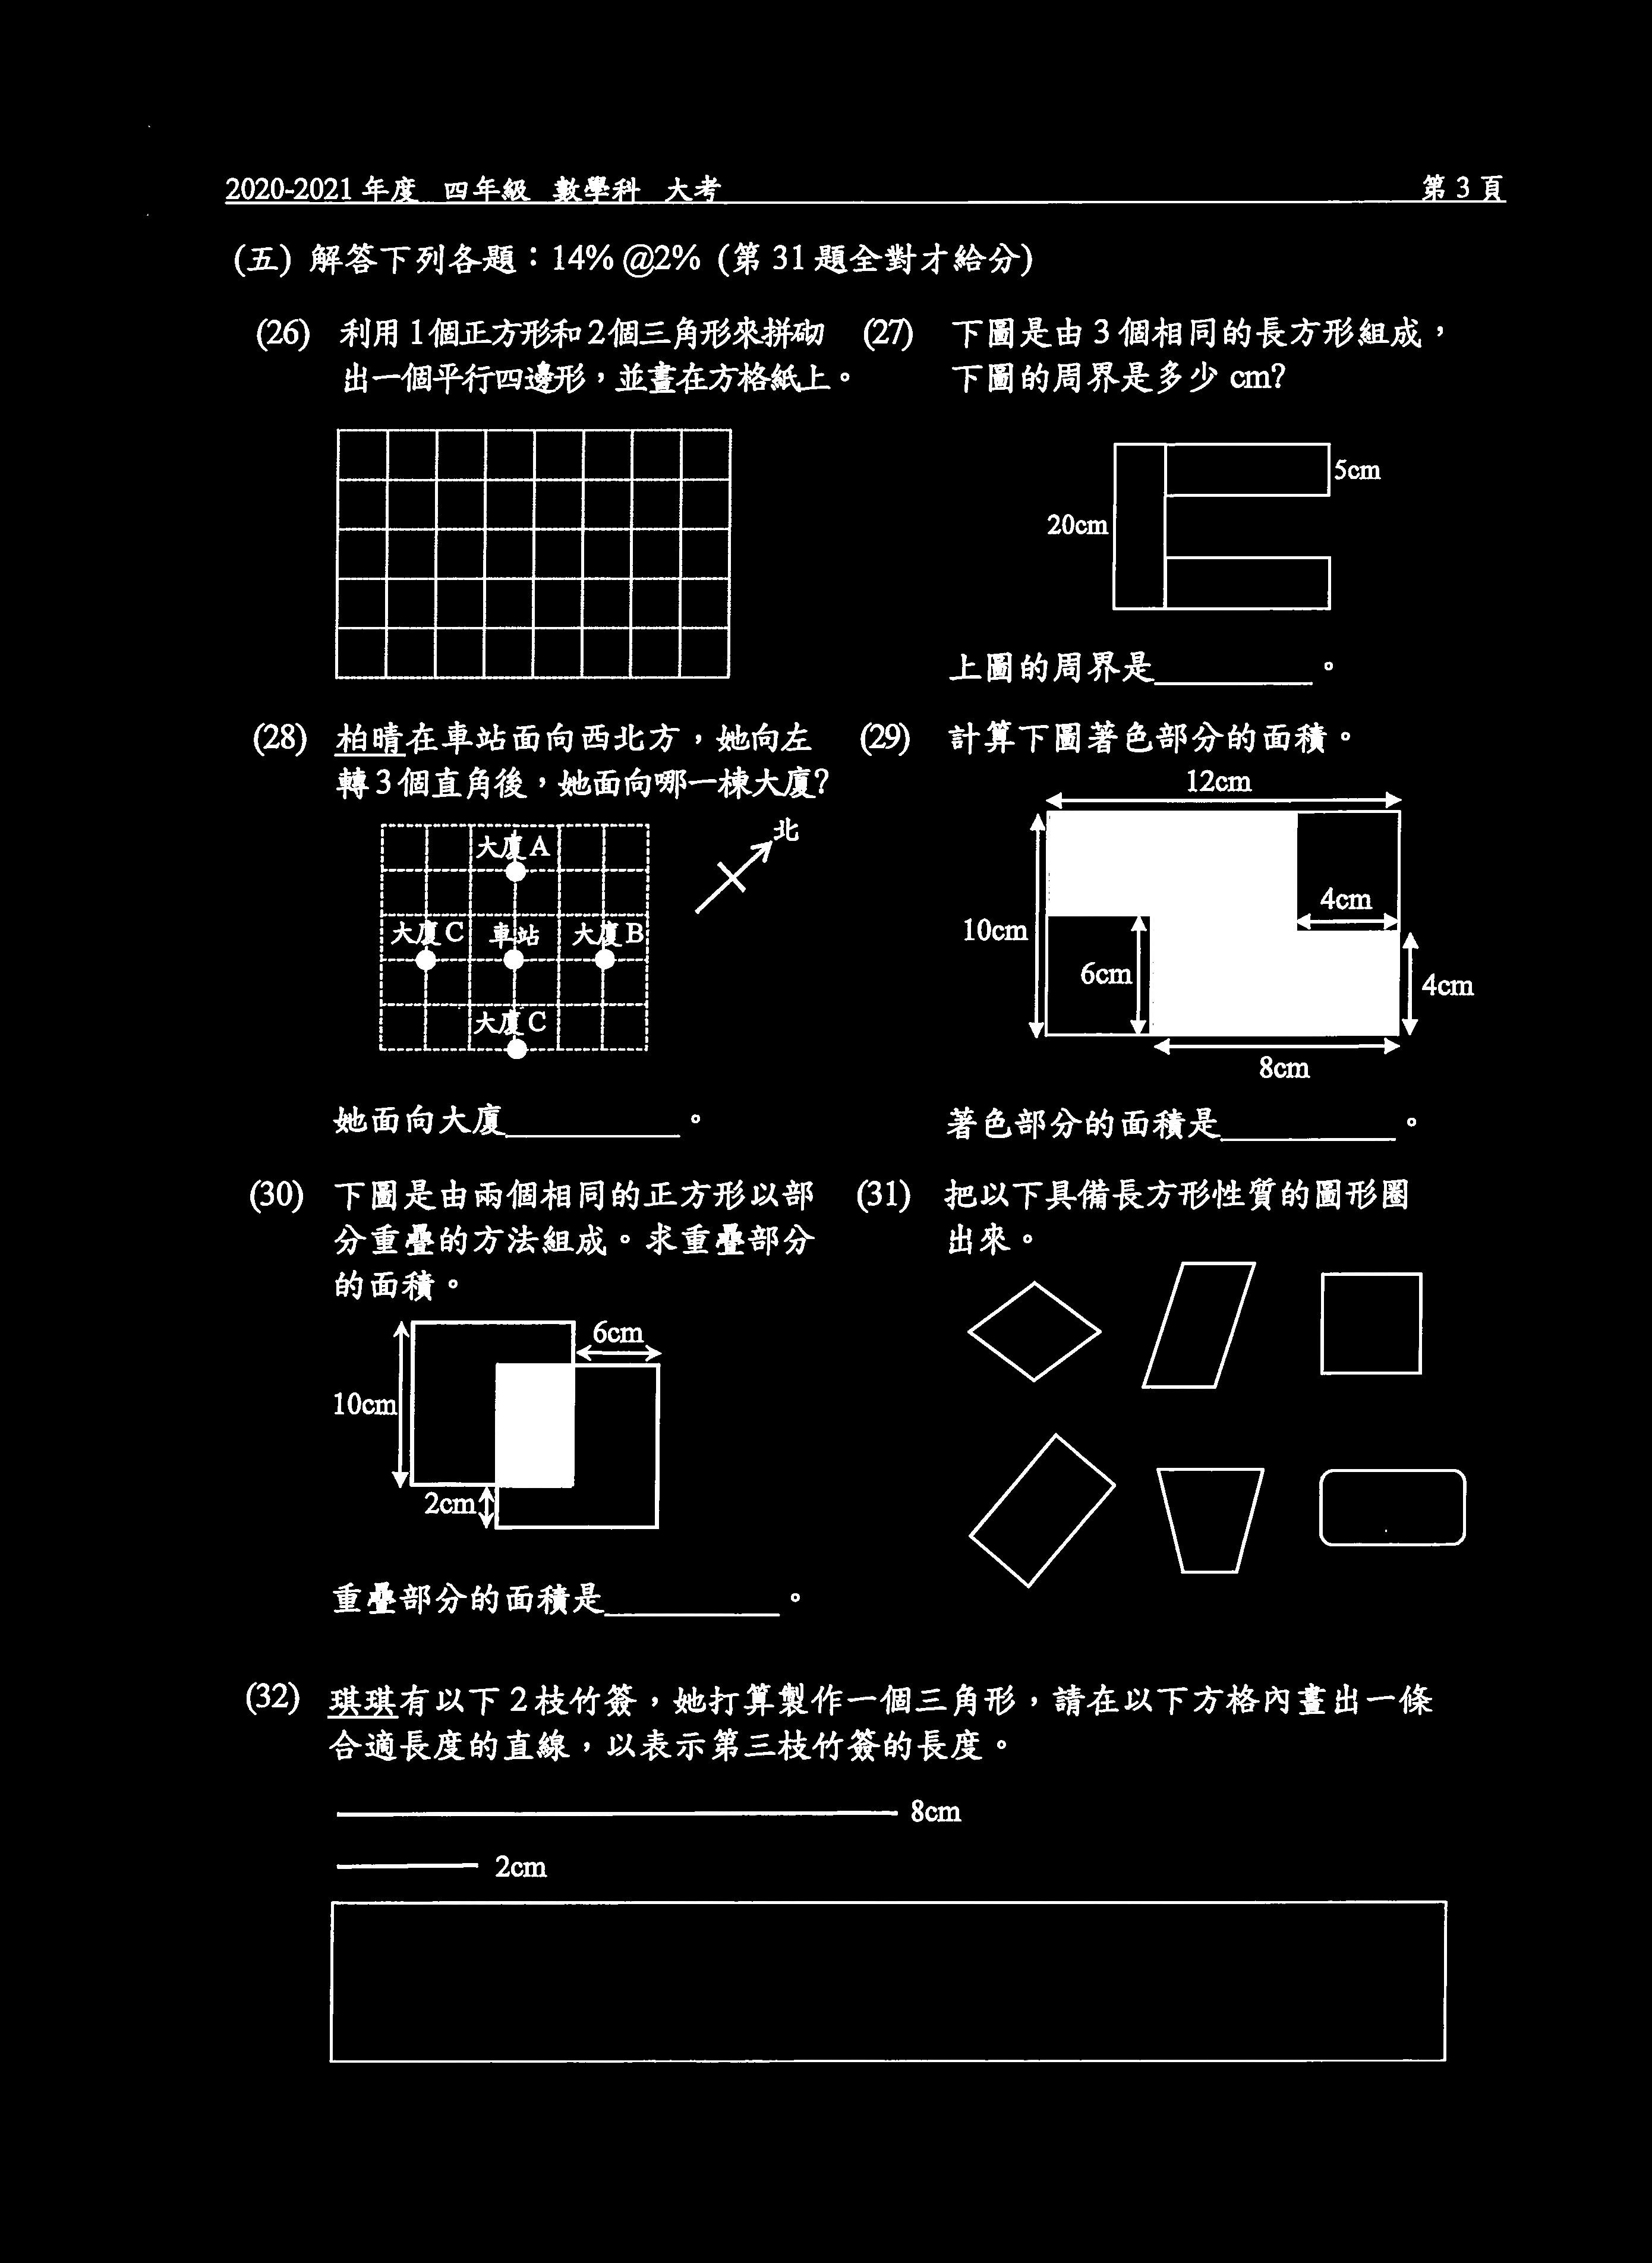 2020-2021 年度 四年級 數學科 大考 第 3 頁
(五) 解答下列各題：14% @2% (第 31 題全對才給分)
(26) 利用 1 個正方形和 2 個三角形來拼砌
出一個平行四邊形，並畫在方格紙上。
(27) 下圖是由 3 個相同的長方形組成，
下圖的周界是多少 cm?
5cm
20cm
上圖的周界是__________。
(28) 柏晴在車站面向西北方，她向左
轉 3 個直角後，她面向哪一棟大廈?
北
大廈 A
大廈 C 車站 大廈 B
大廈 C
她面向大廈__________。
(29) 計算下圖著色部分的面積。
12cm
4cm
10cm
6cm
4cm
8cm
著色部分的面積是__________。
(30) 下圖是由兩個相同的正方形以部
分重疊的方法組成。求重疊部分
的面積。
6cm
10cm
2cm
重疊部分的面積是__________。
(31) 把以下具備長方形性質的圖形圈
出來。
(32) 琪琪有以下 2 枝竹簽，她打算製作一個三角形，請在以下方格內畫出一條
合適長度的直線，以表示第三枝竹簽的長度。
8cm
2cm